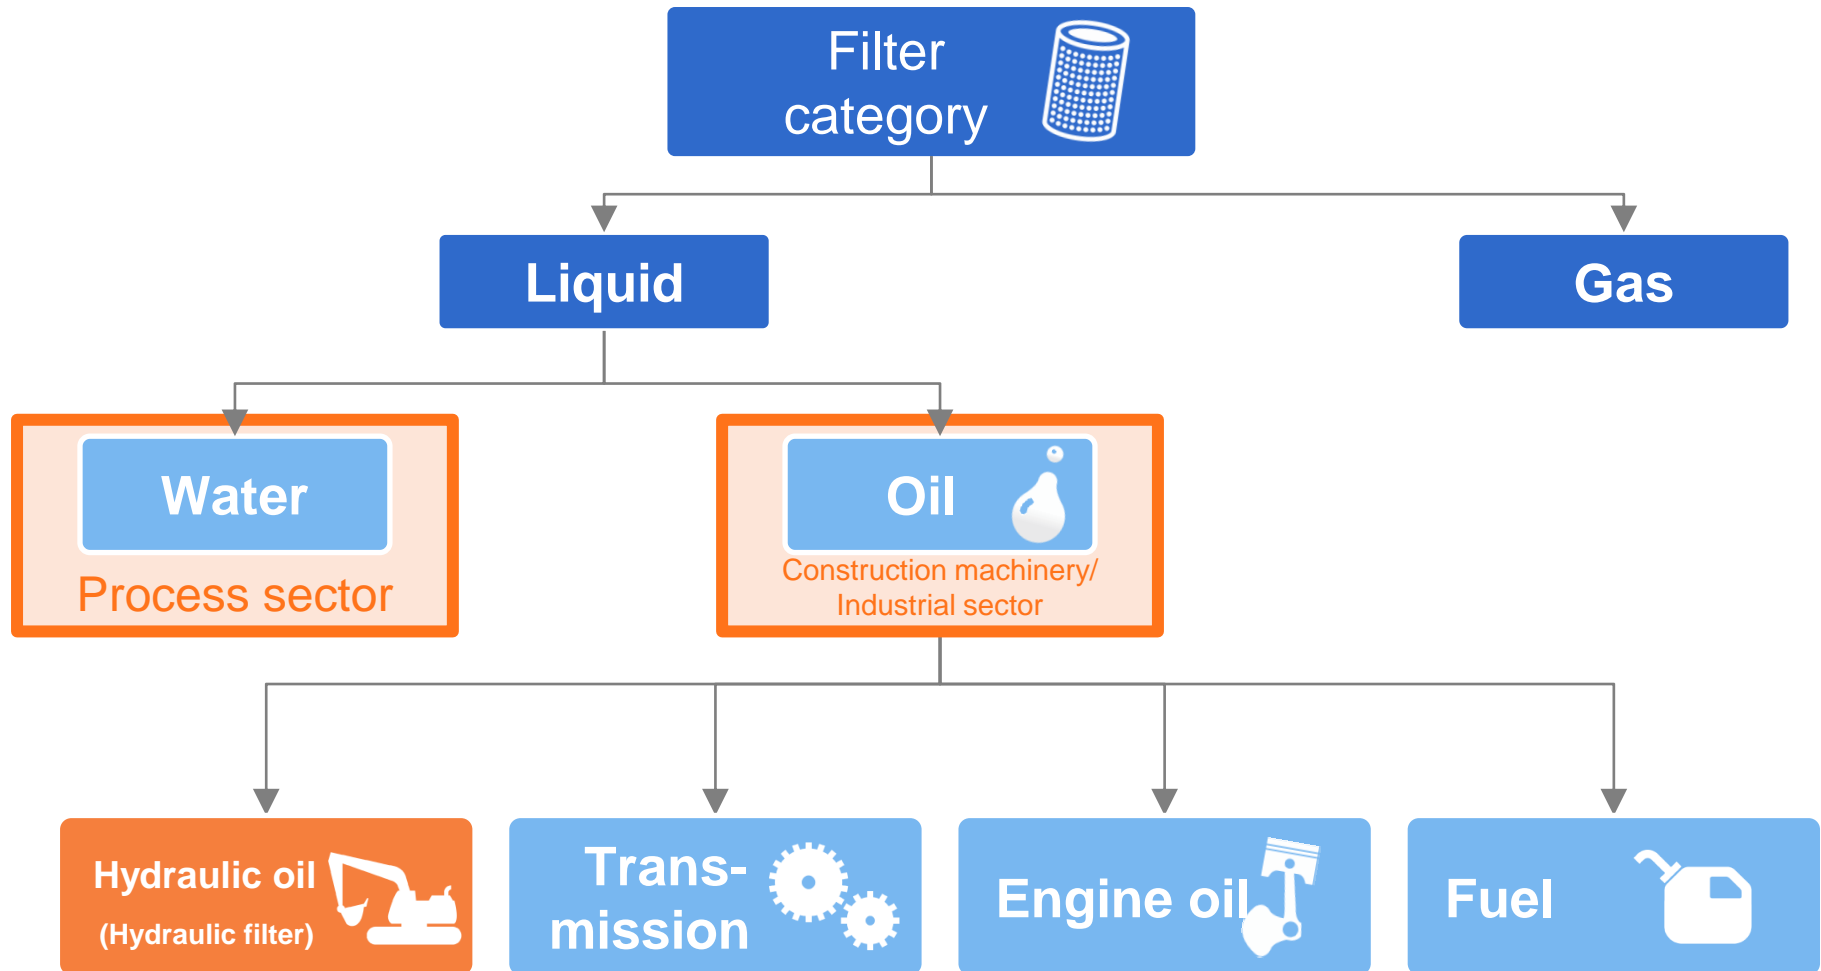 Filter
category
Liquid
Gas
Water
Process sector
Oil
Construction machinery/
Industrial sector
Hydraulic oil
(Hydraulic filter)
Trans-
mission
Engine oil
Fuel